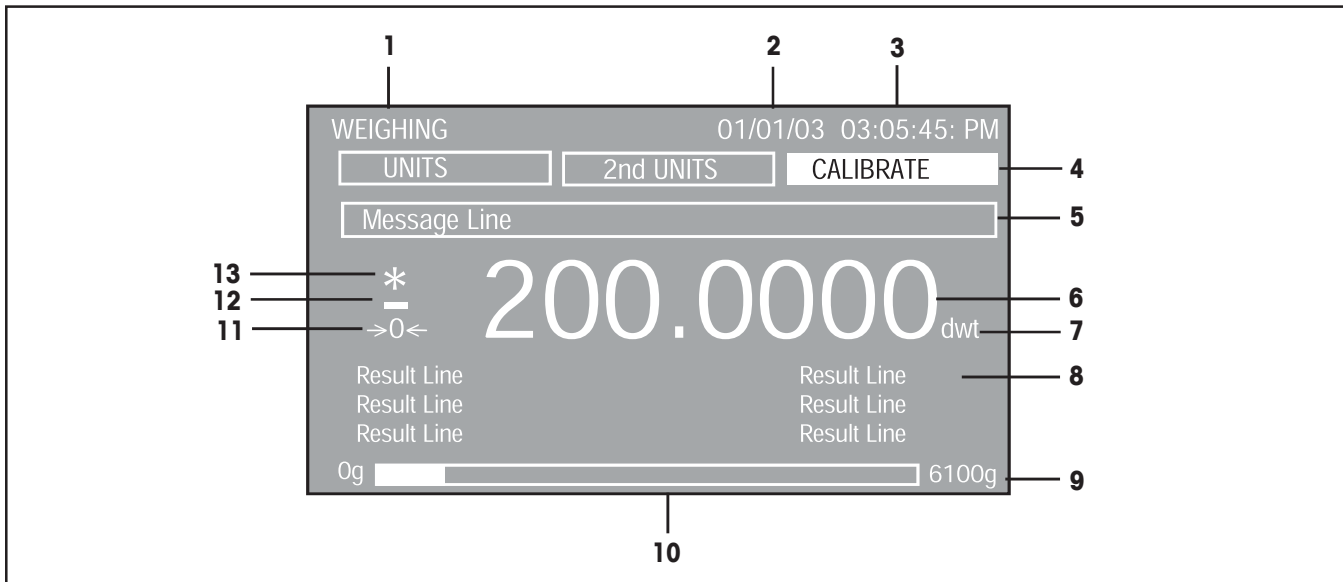 1 2 3
WEIGHING 01/01/03 03:05:45: PM
UNITS 2nd UNITS CALIBRATE 4
Message Line 5
13 *
12 -
200.0000 6
11 →0← dwt 7
Result Line Result Line 8
Result Line Result Line
Result Line Result Line
0g 6100g 9
10